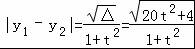 |y₁ - y₂| = √△/(1+t²) = √(20t²+4)/(1+t²)